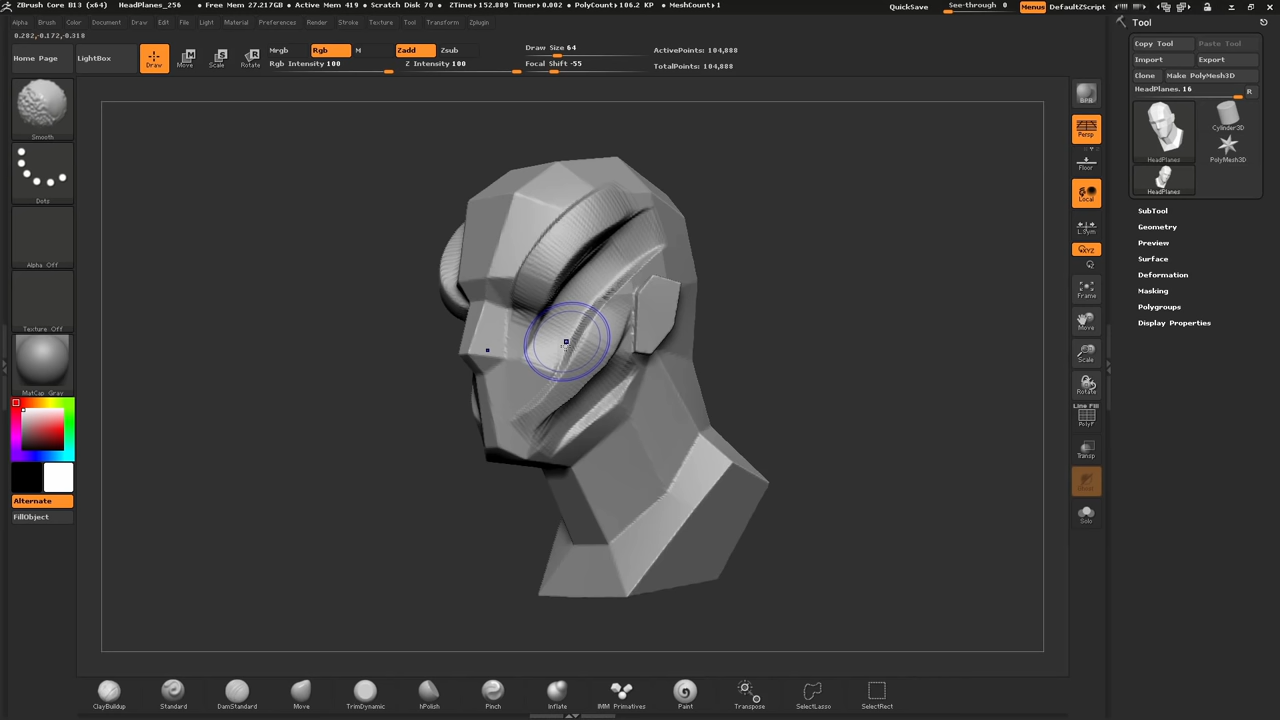 ZBrush Core B13 (x64) HeadPlanes_256 • Free Mem 27.217GB • Active Mem 419 • Scratch Disk 70 • ZTime▸152.889 Timer▸0.002 • PolyCount▸106.2 KP • MeshCount▸1 QuickSave See-through 0 Menus DefaultZScript
Alpha Brush Color Document Draw Edit File Light Material Preferences Render Stroke Texture Tool Transform Zplugin
Tool
0.282,-0.172,-0.318
Copy Tool Paste Tool
Import Export
Clone Make PolyMesh3D
HeadPlanes. 16 R
Home Page LightBox Draw Move Scale Rotate
Mrgb Rgb M Zadd Zsub
Rgb Intensity 100 Z Intensity 100
Draw Size 64
Focal Shift -55
ActivePoints: 104,888
TotalPoints: 104,888
Smooth
Dots
Alpha Off
Texture Off
MatCap Gray
Alternate
FillObject
BPR
Persp
Floor
Local
L.Sym
XYZ
Frame
Move
Scale
Rotate
Line Fill
PolyF
Transp
Solo
Cylinder3D
HeadPlanes PolyMesh3D
HeadPlanes
SubTool
Geometry
Preview
Surface
Deformation
Masking
Polygroups
Display Properties
ClayBuildup Standard DamStandard Move TrimDynamic hPolish Pinch Inflate IMM Primitives Paint Transpose SelectLasso SelectRect